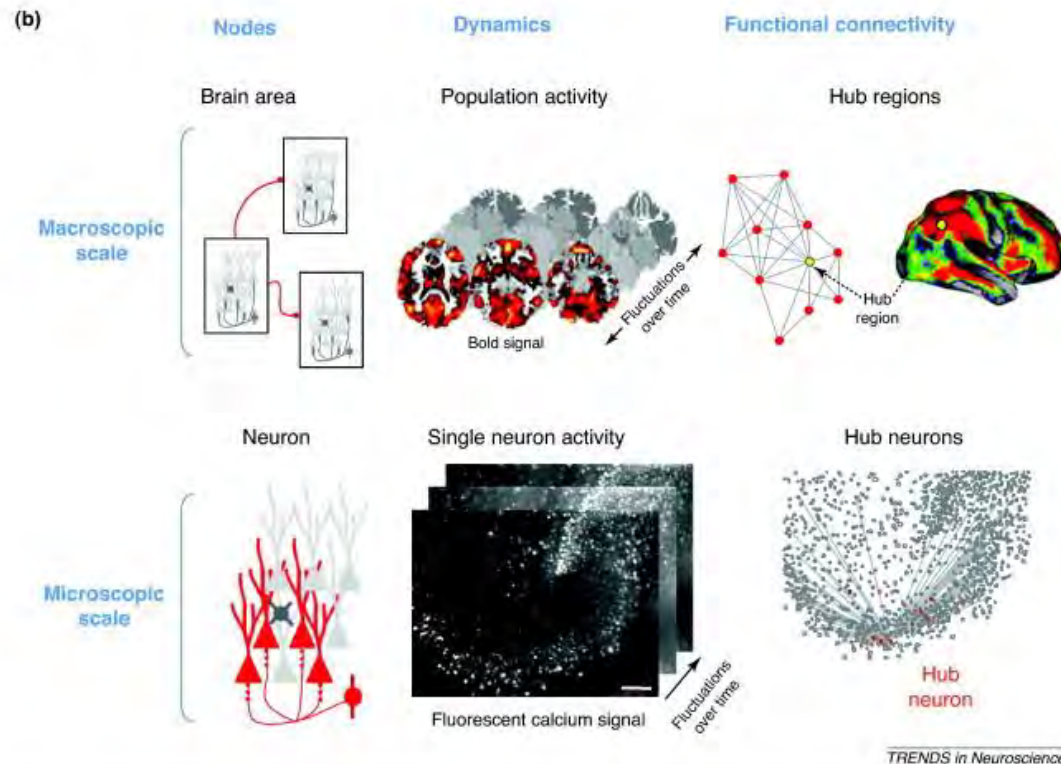 (b)
Nodes
Dynamics
Functional connectivity
Brain area
Population activity
Hub regions
Macroscopic
scale
Fluctuations
over time
Bold signal
Hub
region
Neuron
Single neuron activity
Hub neurons
Microscopic
scale
Fluctuations
over time
Fluorescent calcium signal
Hub
neuron
TRENDS in Neuroscience